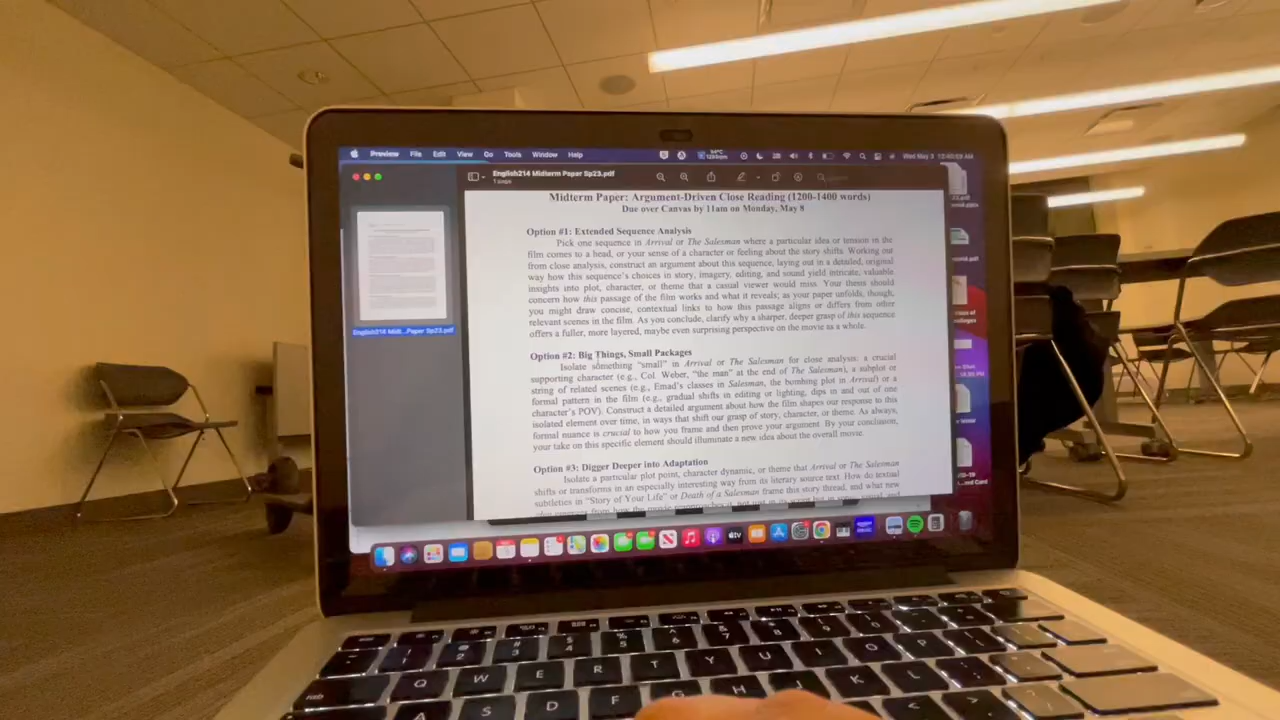 Preview File Edit View Go Tools Window Help
Wed May 3
English214 Midterm Paper Sp23.pdf
English214 Midt...Paper Sp23.pdf
Midterm Paper: Argument-Driven Close Reading (1200-1400 words)
Due over Canvas by 11am on Monday, May 8
Option #1: Extended Sequence Analysis
Pick one sequence in Arrival or The Salesman where a particular idea or tension in the
film comes to a head, or your sense of a character or feeling about the story shifts. Working out
from close analysis, construct an argument about this sequence, laying out in a detailed, original
way how this sequence's choices in story, imagery, editing, and sound yield intricate, valuable
insights into plot, character, or theme that a casual viewer would miss. Your thesis should
concern how this passage of the film works and what it reveals; as your paper unfolds, though,
you might draw concise, contextual links to how this passage aligns or differs from other
relevant scenes in the film. As you conclude, clarify why a sharper, deeper grasp of this sequence
offers a fuller, more layered, maybe even surprising perspective on the movie as a whole.
Option #2: Big Things, Small Packages
Isolate something "small" in Arrival or The Salesman for close analysis: a crucial
supporting character (e.g., Col. Weber, "the man" at the end of The Salesman), a subplot or
string of related scenes (e.g., Emad's classes in Salesman, the bombing plot in Arrival) or a
formal pattern in the film (e.g., gradual shifts in editing or lighting, dips in and out of one
character's POV). Construct a detailed argument about how the film shapes our response to this
isolated element over time, in ways that shift our grasp of story, character, or theme. As always,
formal nuance is crucial to how you frame and then prove your argument. By your conclusion,
your take on this specific element should illuminate a new idea about the overall movie.
Option #3: Digger Deeper into Adaptation
Isolate a particular plot point, character dynamic, or theme that Arrival or The Salesman
shifts or transforms in an especially interesting way from its literary source text. How do textual
subtleties in "Story of Your Life" or Death of a Salesman frame this story thread, and what new
tv
@ 2
# 3
$ 4
% 5
6
7
8
Q W E R T Y U I O P
A S D F G H K L